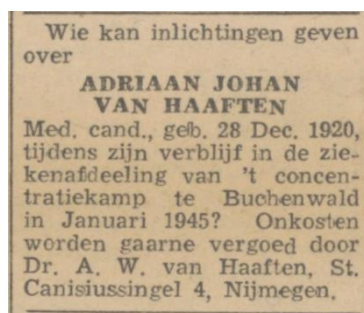 Wie kan inlichtingen geven
over
ADRIAAN JOHAN
VAN HAAFTEN
Med. cand., geb. 28 Dec. 1920,
tijdens zijn verblijf in de zie-
kenafdeeling van 't concen-
tratiekamp te Buchenwald
in Januari 1945? Onkosten
worden gaarne vergoed door
Dr. A. W. van Haaften, St.
Canisiussingel 4, Nijmegen.